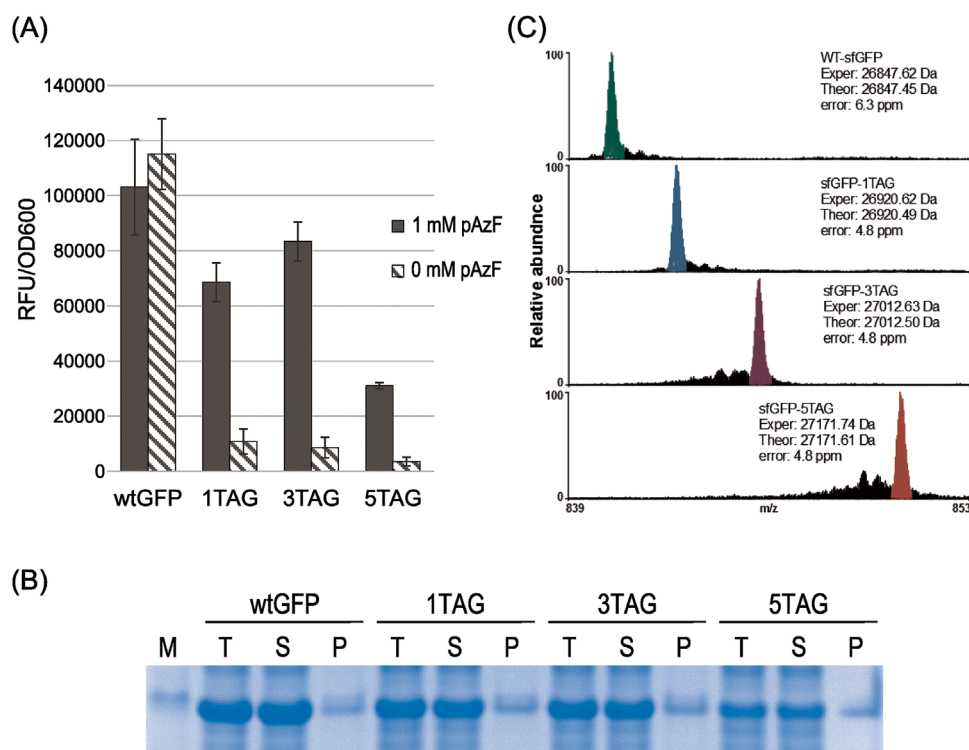 (A)
140000
120000
100000
80000
60000
40000
20000
0
RFU/OD600
1 mM pAzF
0 mM pAzF
wtGFP 1TAG 3TAG 5TAG
(C)
100
WT-sfGFP
Exper: 26847.62 Da
Theor: 26847.45 Da
error: 6.3 ppm
0
100
sfGFP-1TAG
Exper: 26920.62 Da
Theor: 26920.49 Da
error: 4.8 ppm
0
100
sfGFP-3TAG
Exper: 27012.63 Da
Theor: 27012.50 Da
error: 4.8 ppm
0
100
sfGFP-5TAG
Exper: 27171.74 Da
Theor: 27171.61 Da
error: 4.8 ppm
0
Relative abundnce
839 m/z 853
(B)
wtGFP 1TAG 3TAG 5TAG
M T S P T S P T S P T S P